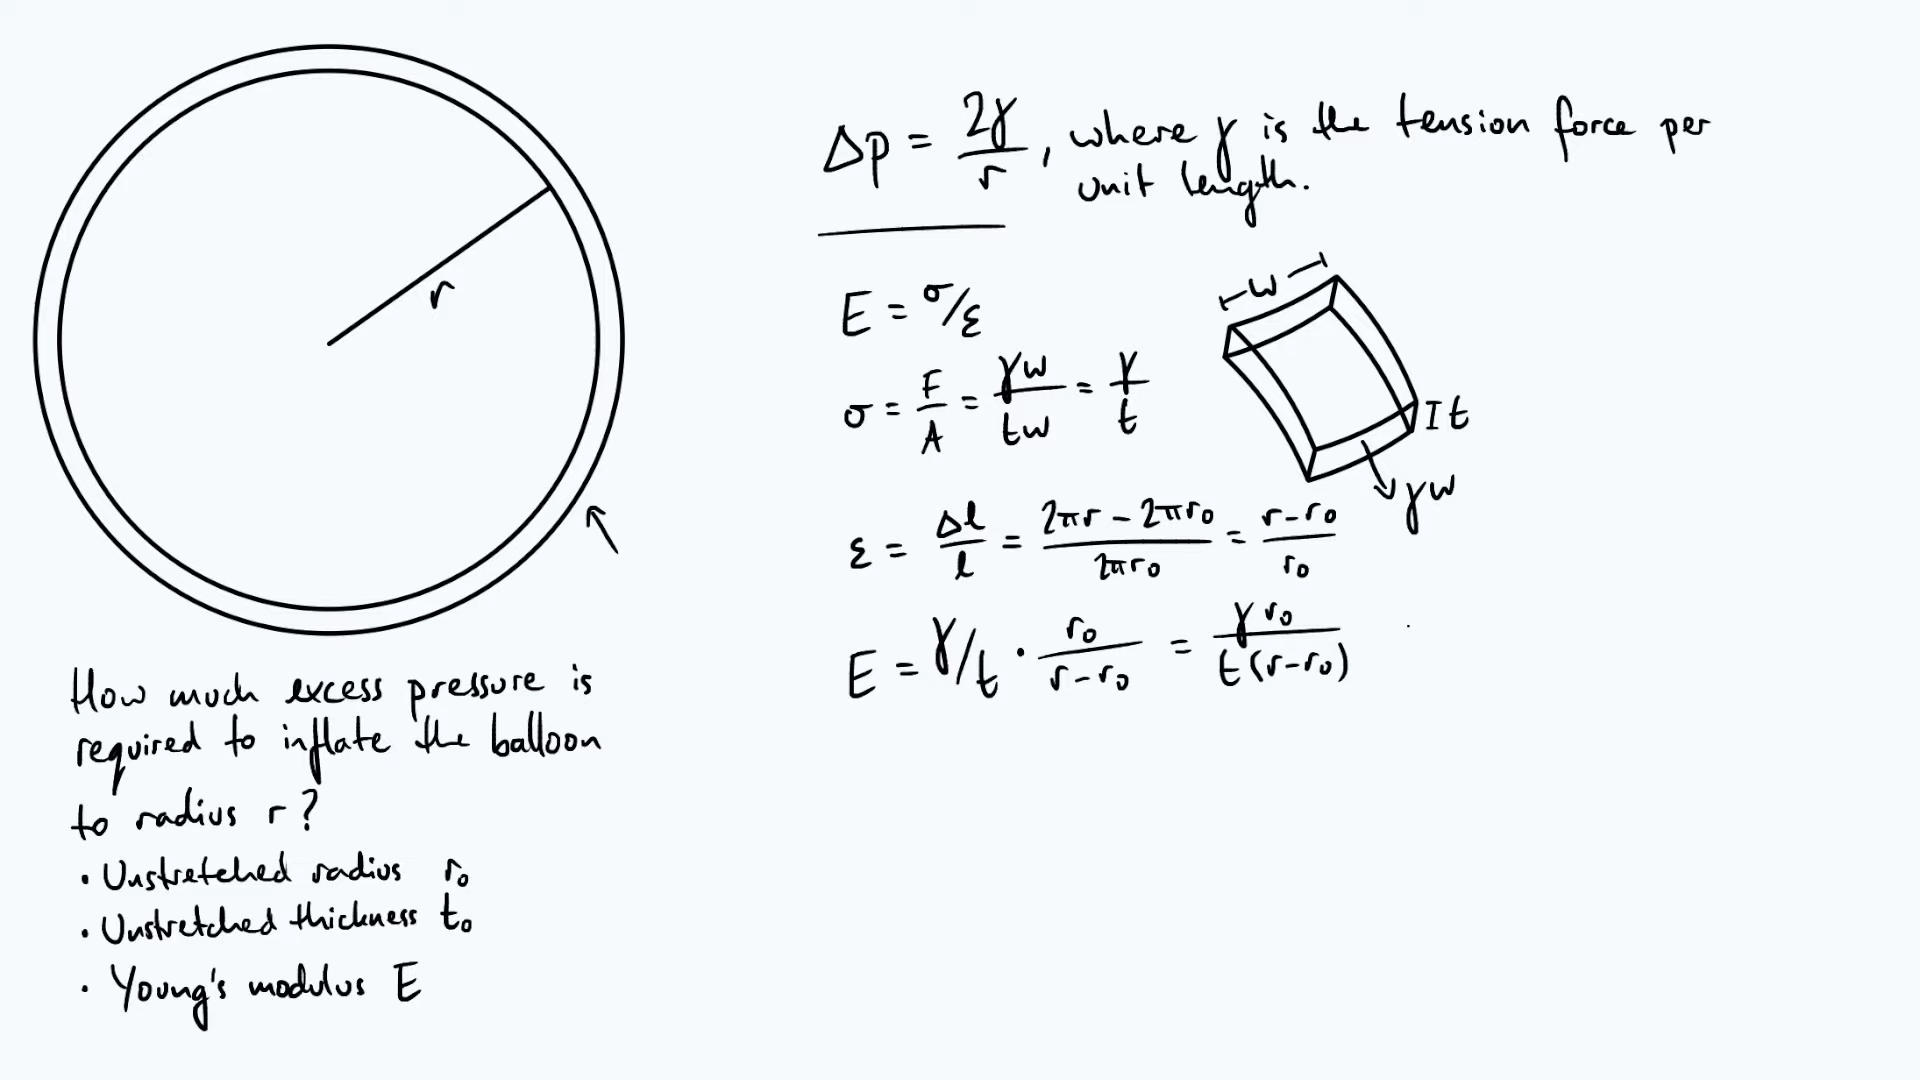 r
How much excess pressure is
required to inflate the balloon
to radius r?
• Unstretched radius r₀
• Unstretched thickness t₀
• Young's modulus E
Δp = 2γ/r, where γ is the tension force per
unit length.
E = σ/ε
σ = F/A = γw/tw = γ/t
ε = Δl/l = (2πr - 2πr₀)/2πr₀ = (r-r₀)/r₀
E = γ/t · r₀/(r-r₀) = γr₀/t(r-r₀)
w
t
γw